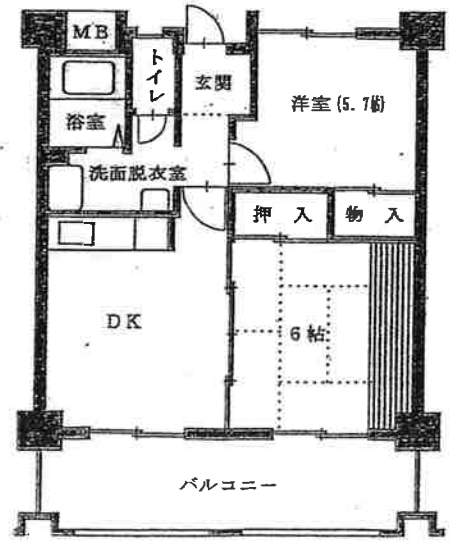 MB
トイレ
玄関
洋室(5.7帖)
浴室
洗面脱衣室
押入
物入
DK
6帖
バルコニー